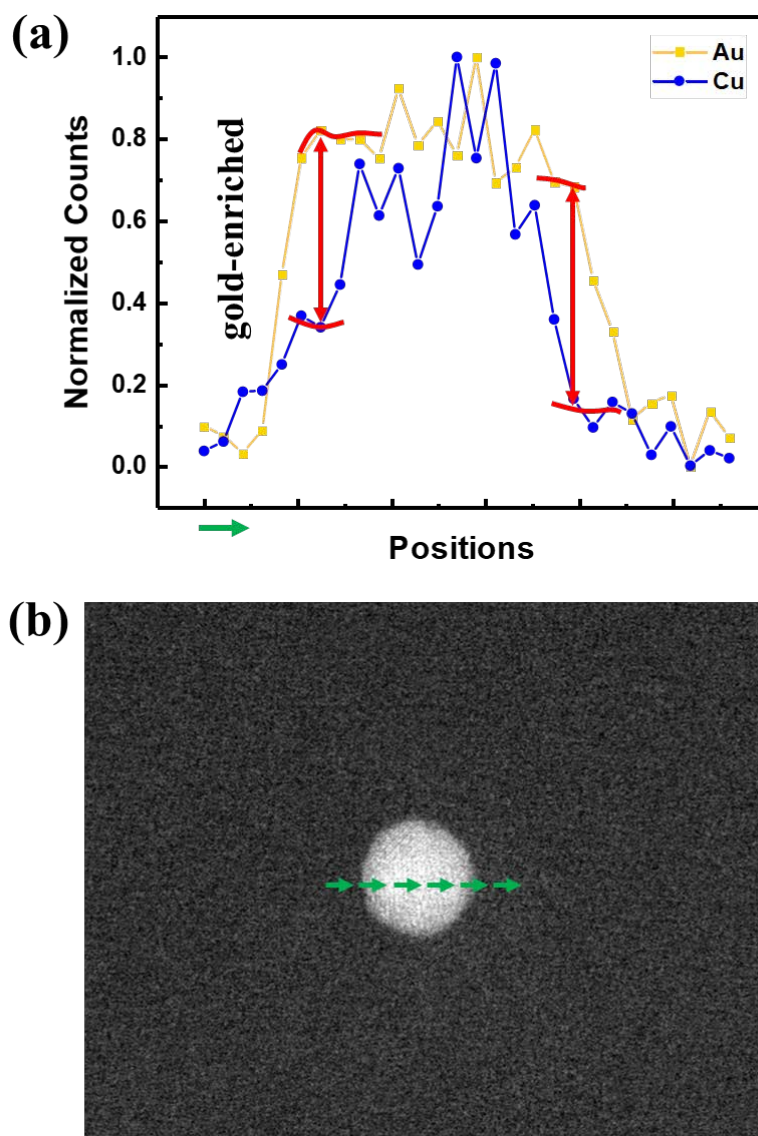 (a)
Au
Cu
1.0
0.8
0.6
0.4
0.2
0.0
Normalized Counts
gold-enriched
Positions
(b)